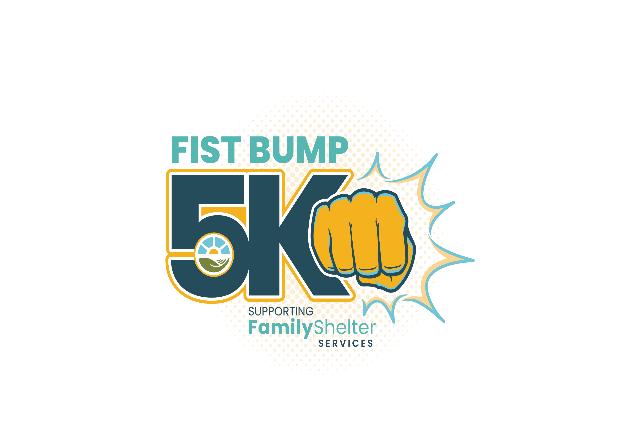 FIST BUMP
5K
SUPPORTING
FamilyShelter
SERVICES